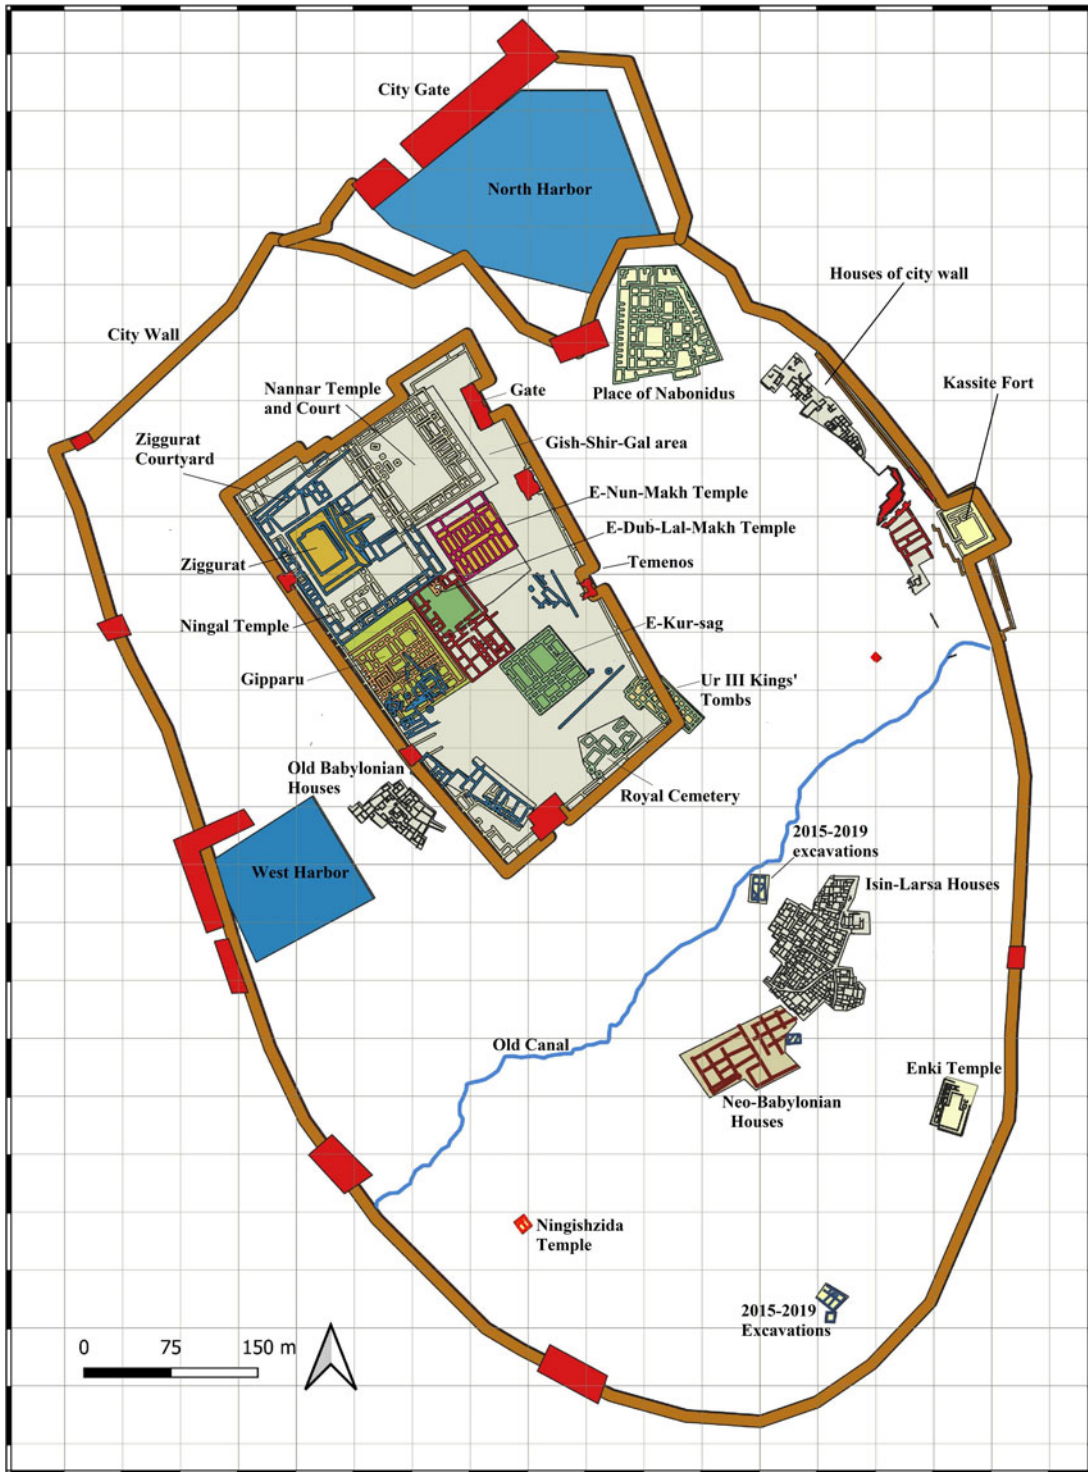 City Gate
North Harbor
Houses of city wall
City Wall
Kassite Fort
Nannar Temple
and Court
Gate
Place of Nabonidus
Ziggurat
Courtyard
Gish-Shir-Gal area
E-Nun-Makh Temple
E-Dub-Lal-Makh Temple
Ziggurat
Temenos
Ningal Temple
E-Kur-sag
Gipparu
Ur III Kings'
Tombs
Old Babylonian
Houses
Royal Cemetery
2015-2019
excavations
West Harbor
Isin-Larsa Houses
Old Canal
Enki Temple
Neo-Babylonian
Houses
Ningishzida
Temple
2015-2019
Excavations
0 75 150 m